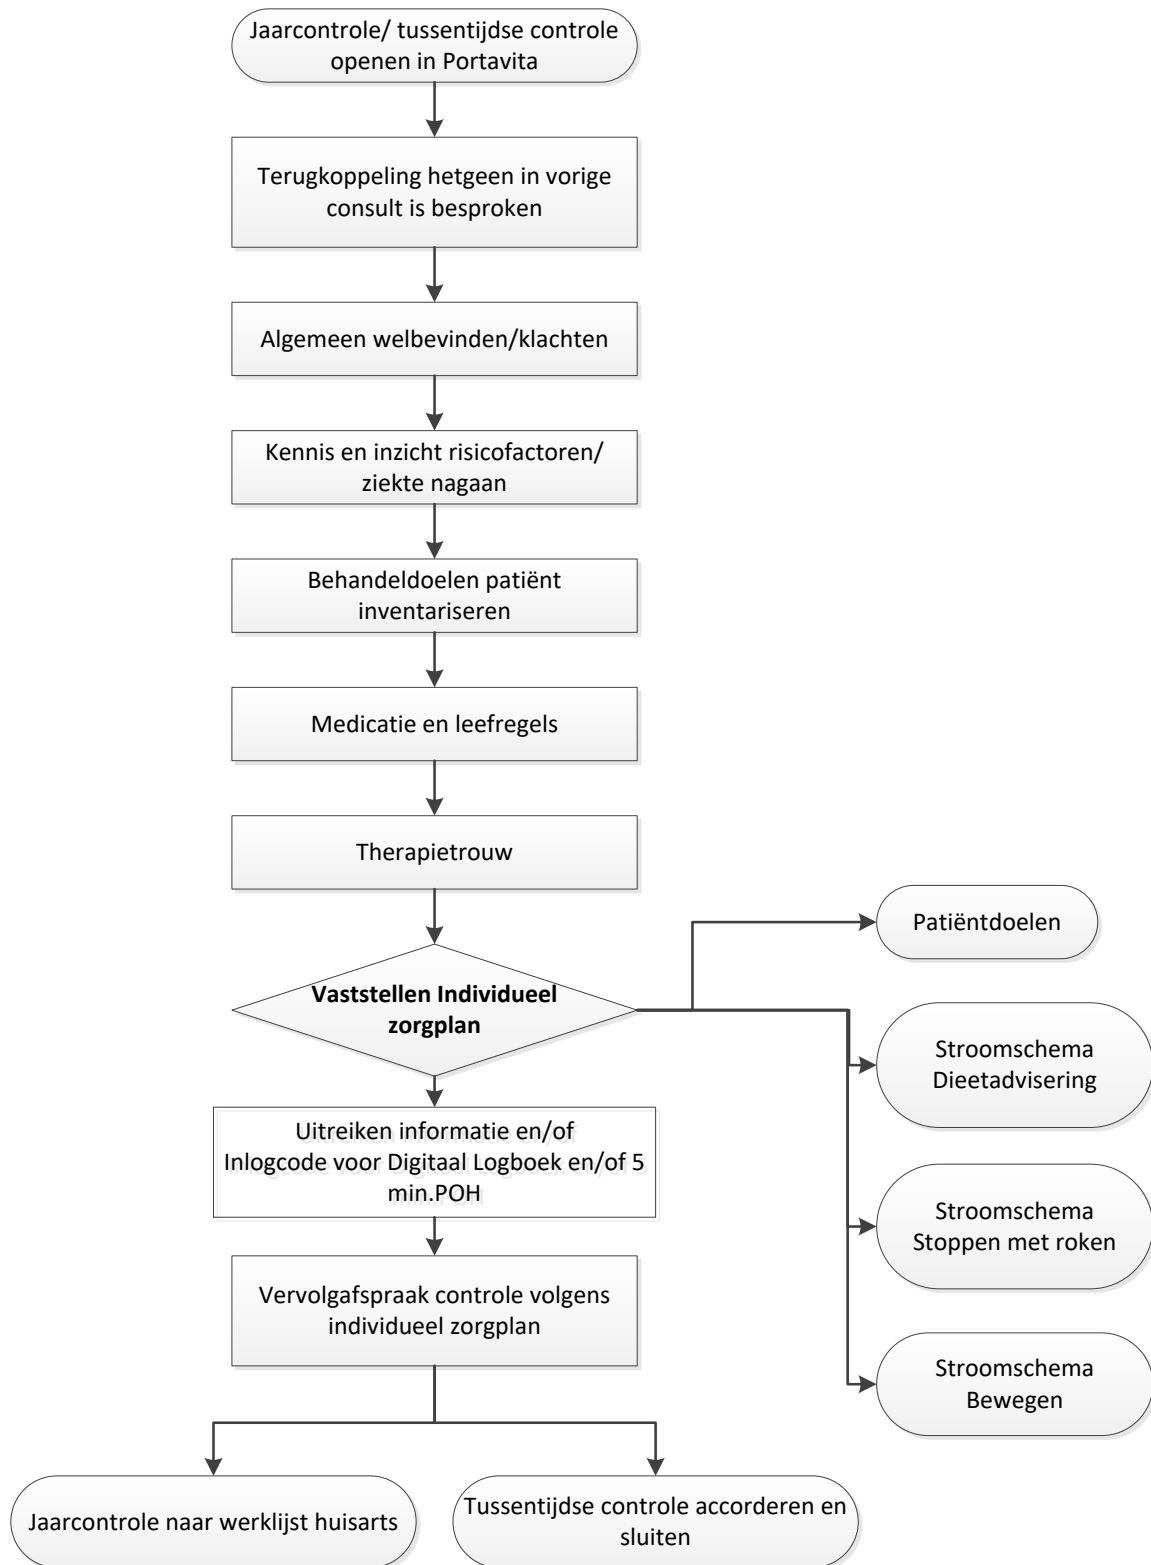 Jaarcontrole/ tussentijdse controle
openen in Portavita
Terugkoppeling hetgeen in vorige
consult is besproken
Algemeen welbevinden/klachten
Kennis en inzicht risicofactoren/
ziekte nagaan
Behandeldoelen patiënt
inventariseren
Medicatie en leefregels
Therapietrouw
Patiëntdoelen
Vaststellen Individueel
zorgplan
Stroomschema
Dieetadvisering
Uitreiken informatie en/of
Inlogcode voor Digitaal Logboek en/of 5
min.POH
Stroomschema
Stoppen met roken
Vervolgafspraak controle volgens
individueel zorgplan
Stroomschema
Bewegen
Jaarcontrole naar werklijst huisarts
Tussentijdse controle accorderen en
sluiten